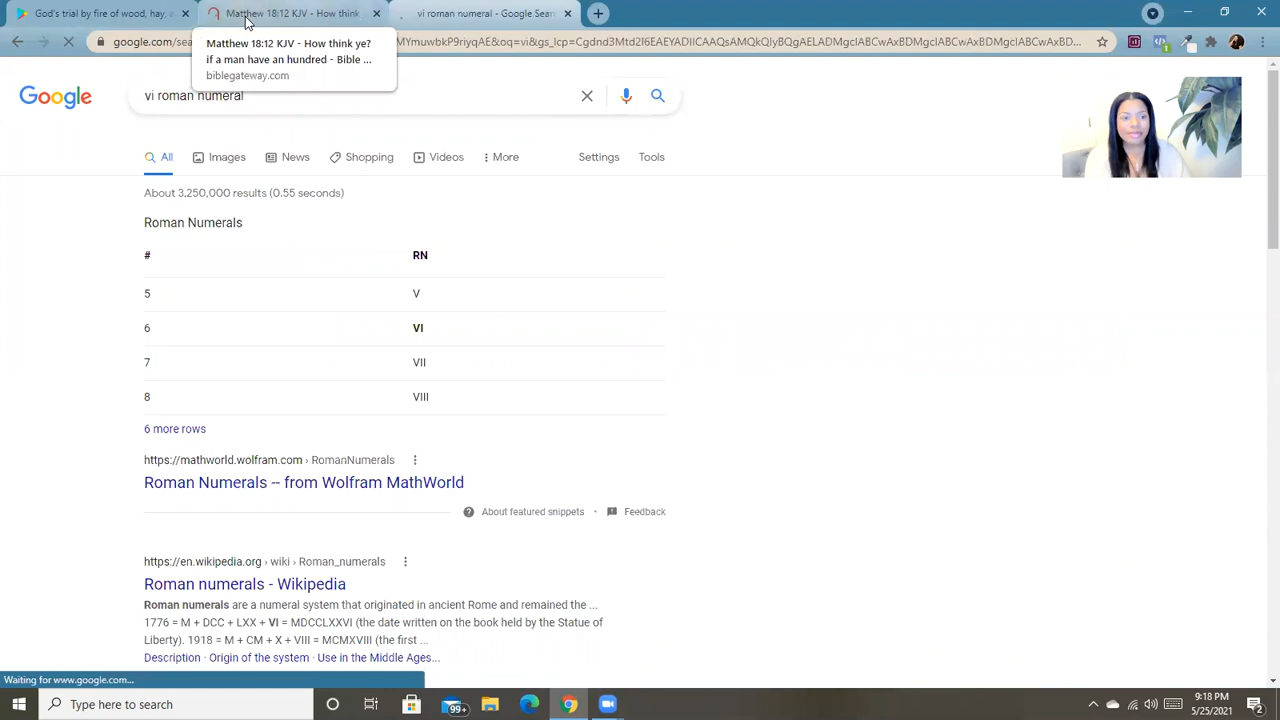 God's trial by fire of wood, hay,
Matthew 18:12 KJV - How think
vi roman numeral - Google Sear
Matthew 18:12 KJV - How think ye?
if a man have an hundred - Bible ...
biblegateway.com
google.com/sea
Google
vi roman numeral
All
Images
News
Shopping
Videos
More
Settings
Tools
About 3,250,000 results (0.55 seconds)
Roman Numerals
# RN
5 V
6 VI
7 VII
8 VIII
6 more rows
https://mathworld.wolfram.com › RomanNumerals
Roman Numerals -- from Wolfram MathWorld
About featured snippets • Feedback
https://en.wikipedia.org › wiki › Roman_numerals
Roman numerals - Wikipedia
Roman numerals are a numeral system that originated in ancient Rome and remained the ...
1776 = M + DCC + LXX + VI = MDCCLXXVI (the date written on the book held by the Statue of
Liberty). 1918 = M + CM + X + VIII = MCMXVIII (the first ...
Description · Origin of the system · Use in the Middle Ages...
Waiting for www.google.com...
Type here to search
99+
9:18 PM
5/25/2021
2